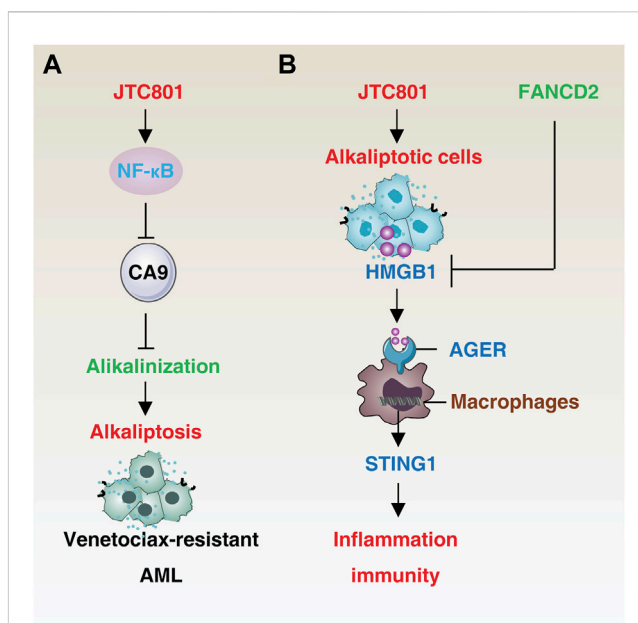 A
JTC801
NF-κB
CA9
Alikalinization
Alkaliptosis
Venetociax-resistant
AML
B
JTC801
FANCD2
Alkaliptotic cells
HMGB1
AGER
Macrophages
STING1
Inflammation
immunity